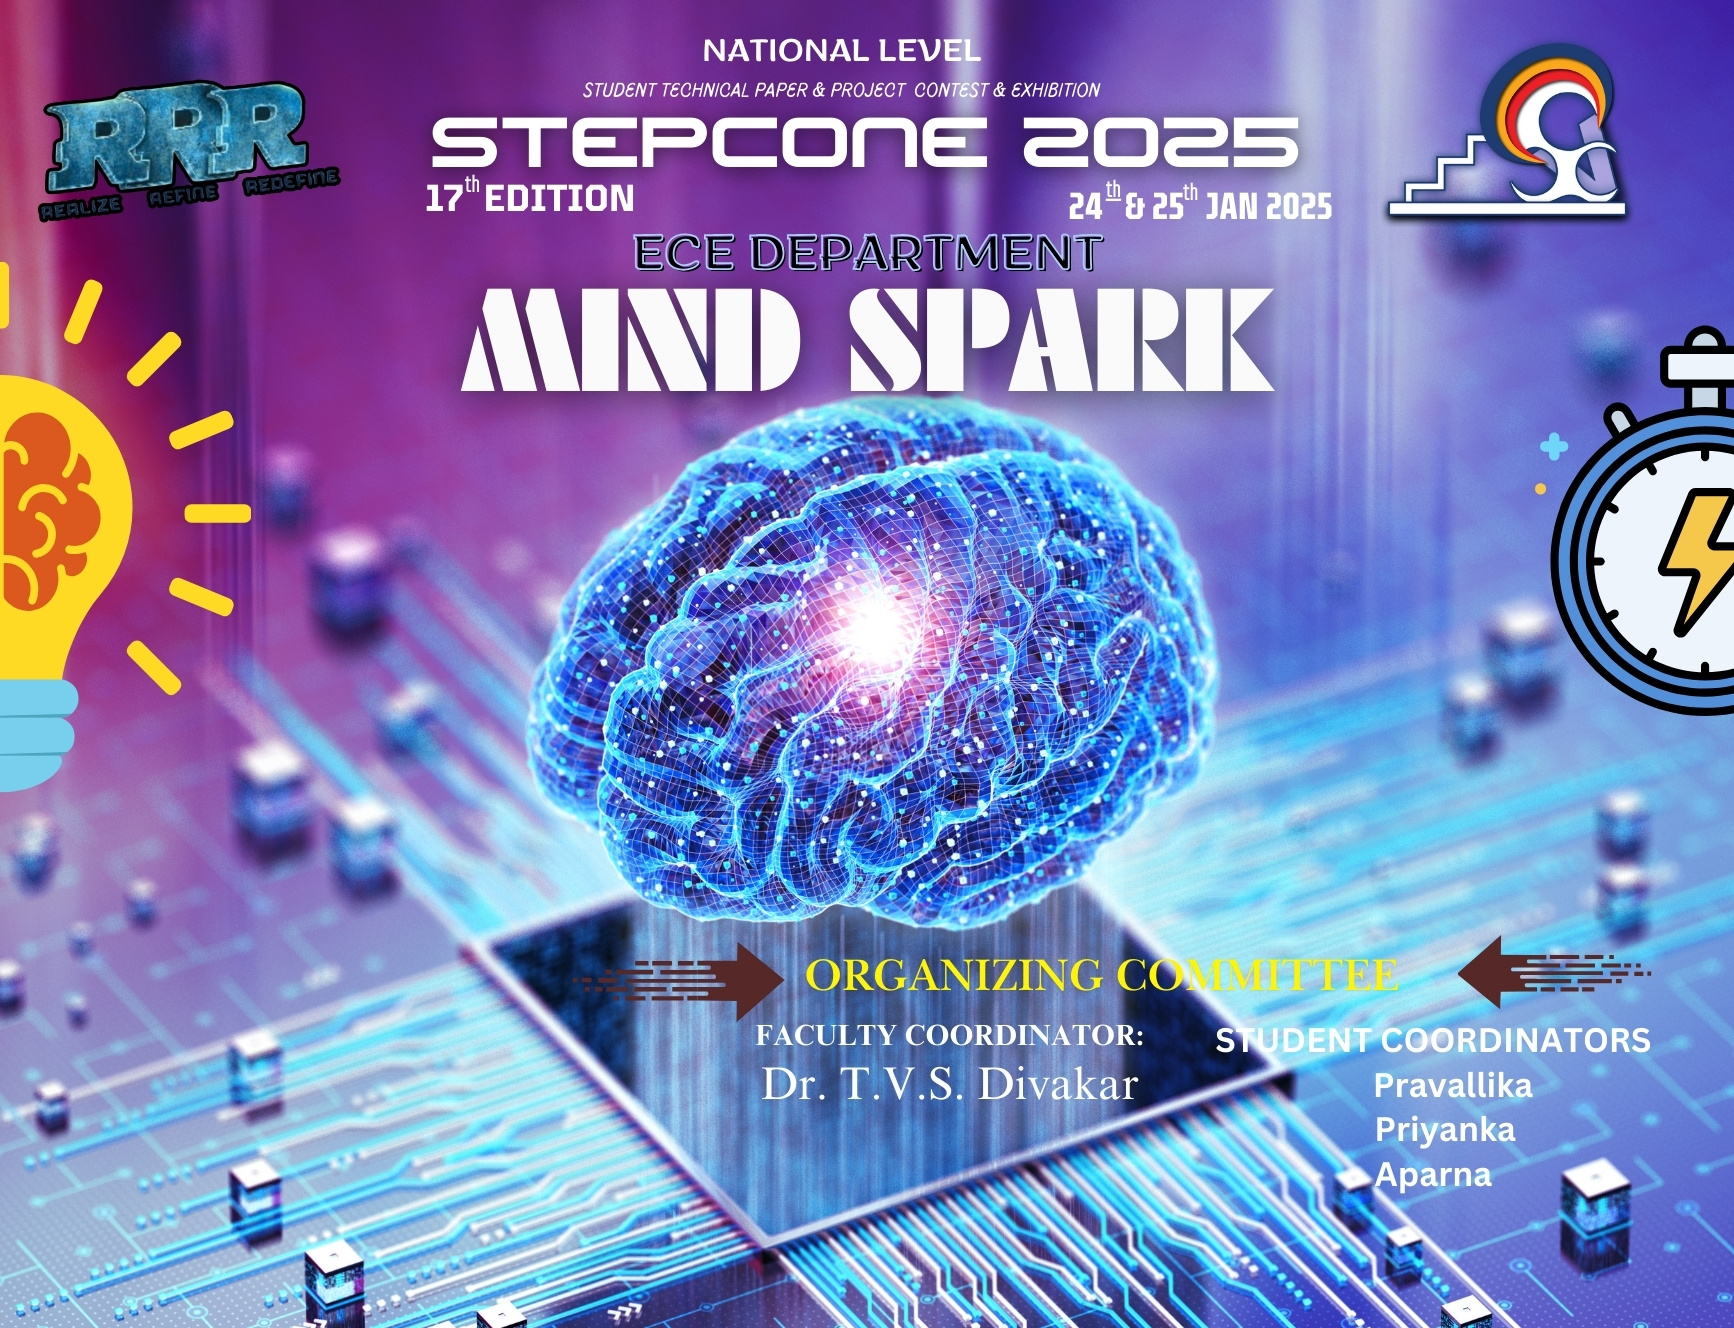 NATIONAL LEVEL
STUDENT TECHNICAL PAPER & PROJECT CONTEST & EXHIBITION
RRR
REALIZE REFINE REDEFINE
STEPCONE 2025
17th EDITION
24th & 25th JAN 2025
ECE DEPARTMENT
MIND SPARK
ORGANIZING COMMITTEE
FACULTY COORDINATOR:
Dr. T.V.S. Divakar
STUDENT COORDINATORS
Pravallika
Priyanka
Aparna